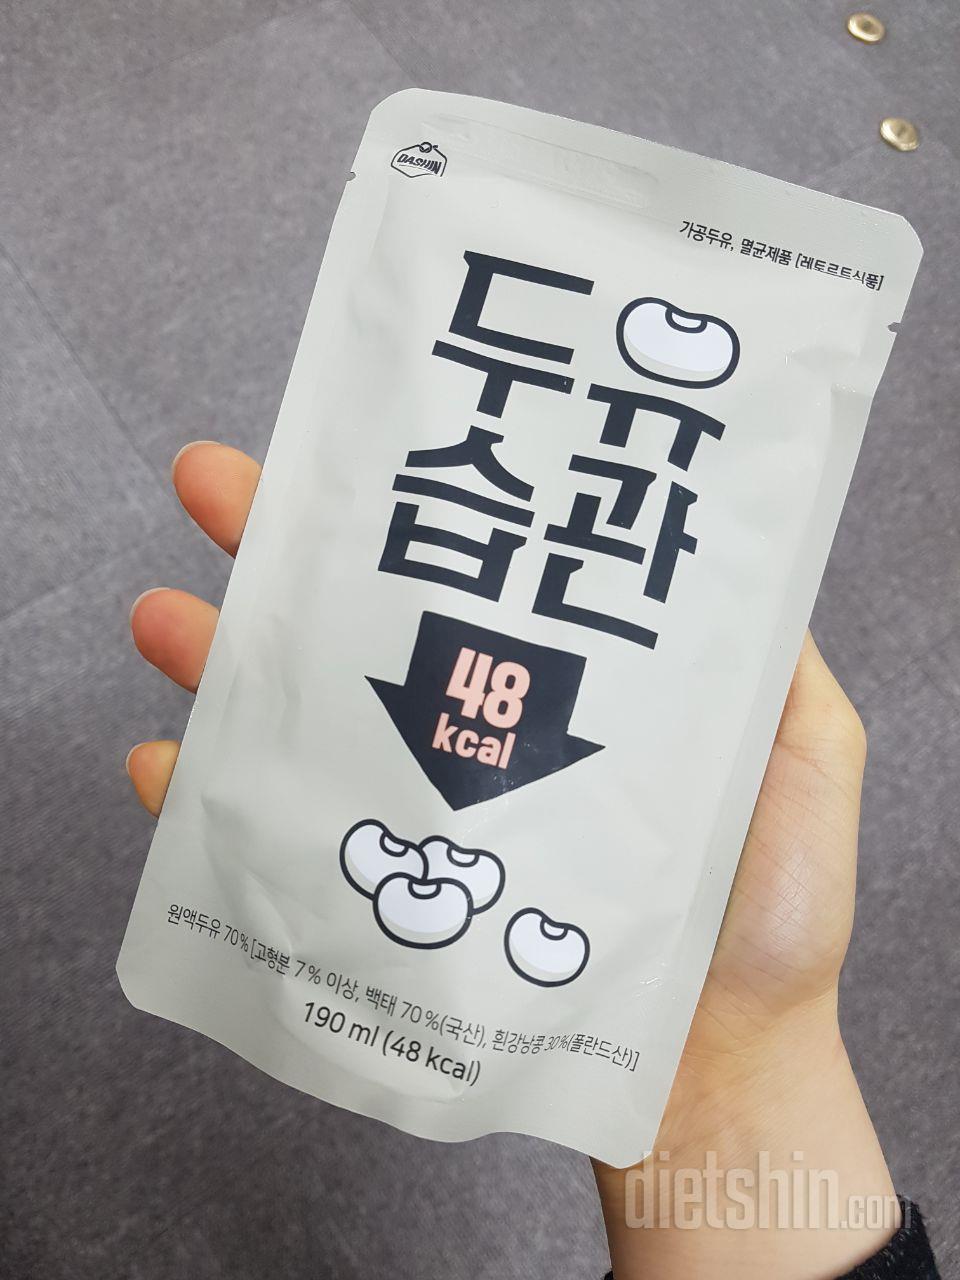 DASHIN
가공두유, 멸균제품 [레토르트식품]
두유
습관
48
kcal
원액두유 70% [고형분 7% 이상, 백태 70%(국산), 흰강낭콩 30%(폴란드산)]
190 ml (48 kcal)
dietshin.com